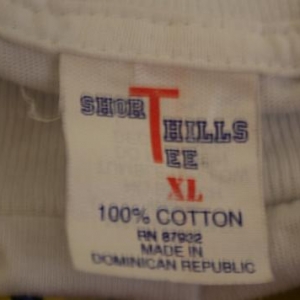 SHORT HILLS
TEE
XL
100% COTTON
RN 87932
MADE IN
DOMINICAN REPUBLIC